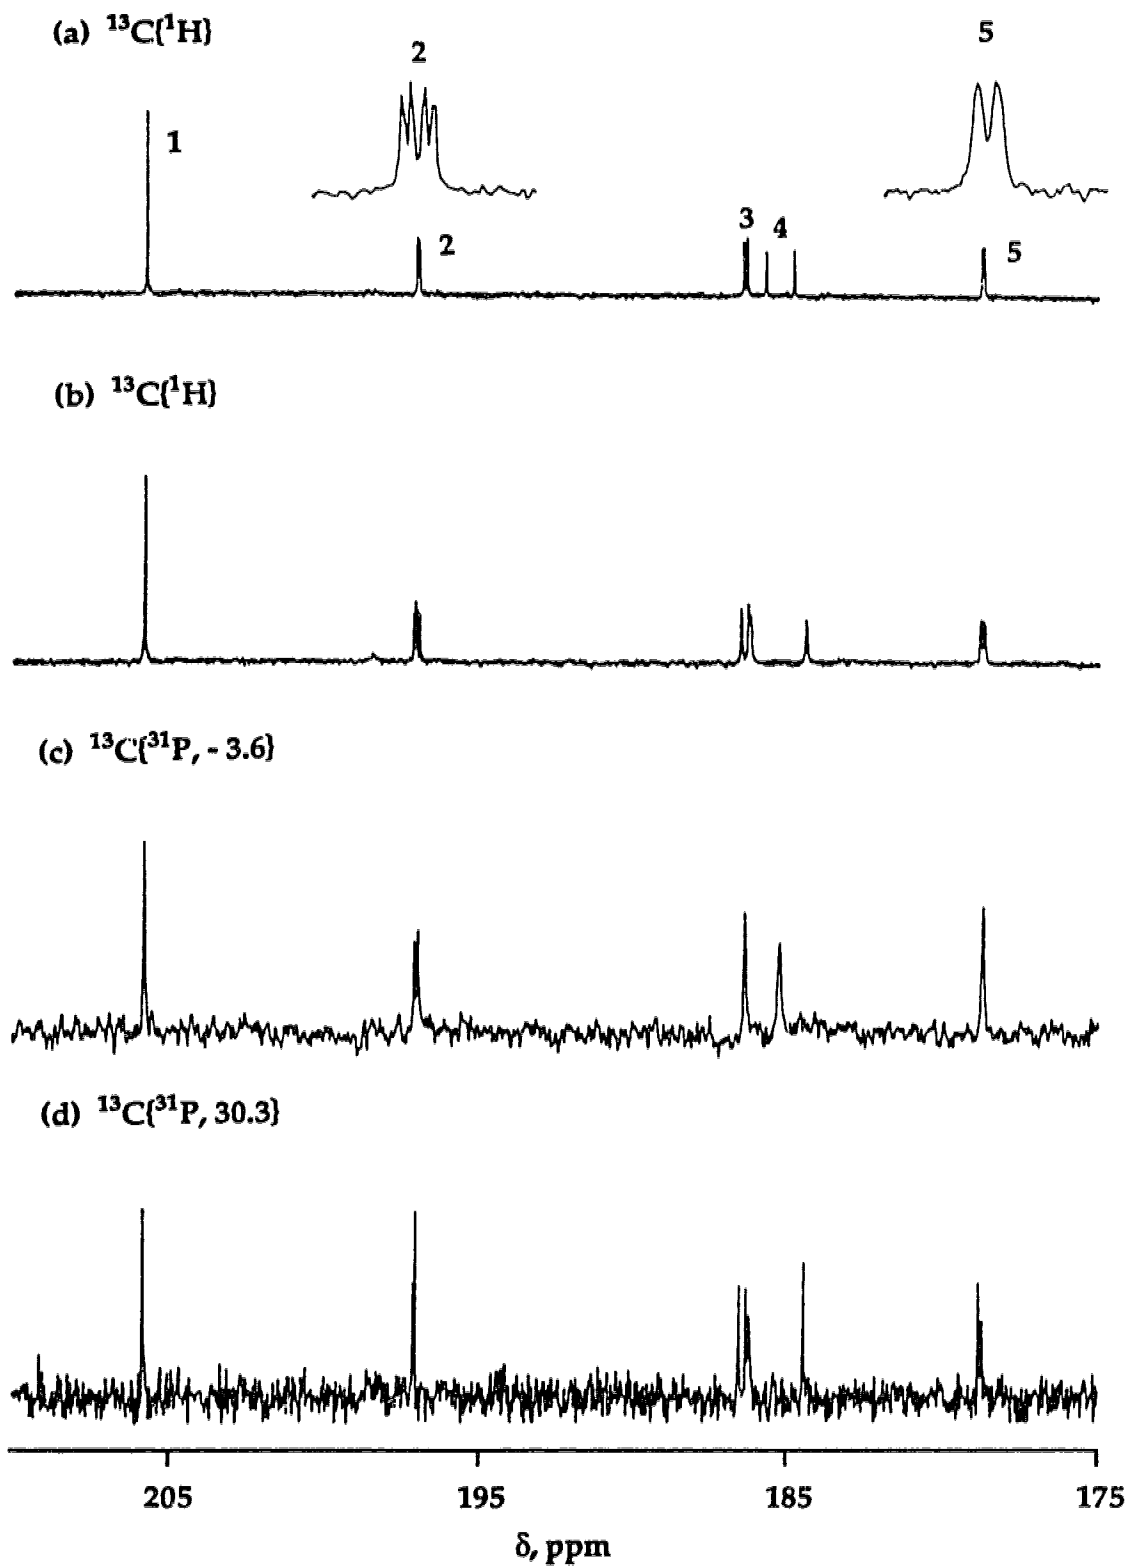 (a) ¹³C{¹H}
2
5
1
2
3
4
5
(b) ¹³C{¹H}
(c) ¹³C{³¹P, - 3.6}
(d) ¹³C{³¹P, 30.3}
205 195 185 175
δ, ppm